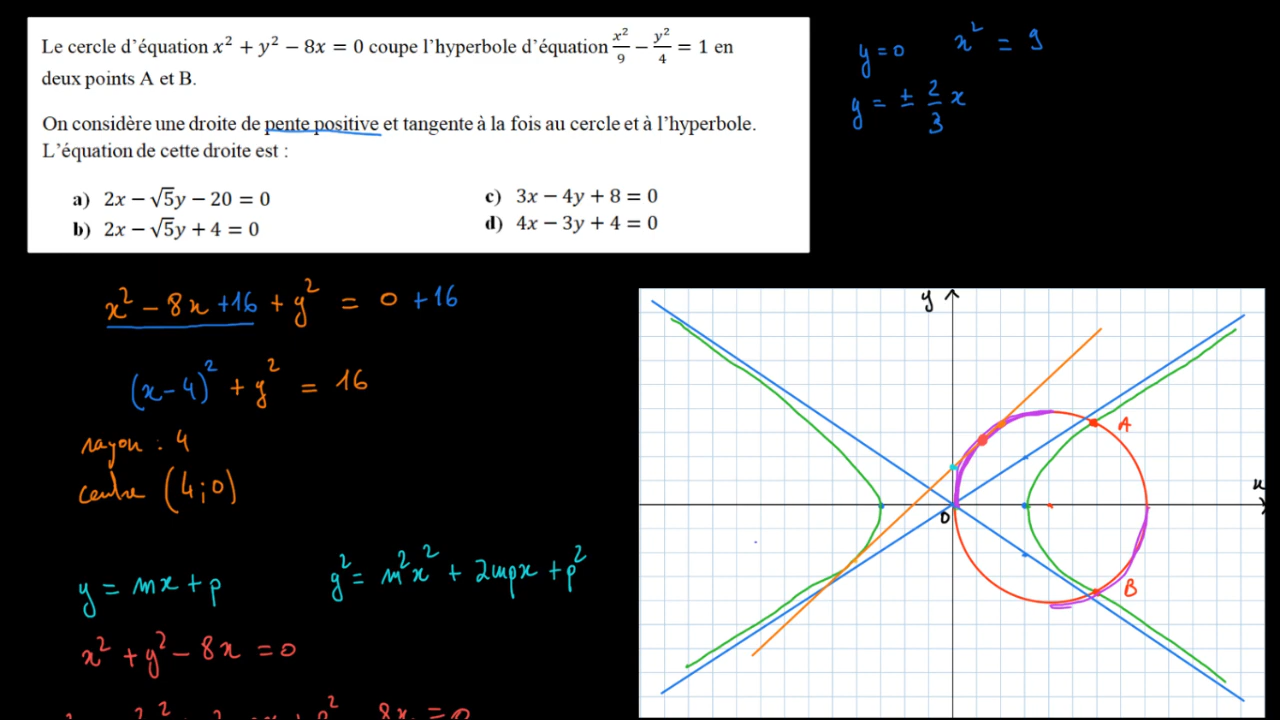 Le cercle d'équation x² + y² − 8x = 0 coupe l'hyperbole d'équation x²/9 − y²/4 = 1 en
deux points A et B.
On considère une droite de pente positive et tangente à la fois au cercle et à l'hyperbole.
L'équation de cette droite est :
a) 2x − √5y − 20 = 0
b) 2x − √5y + 4 = 0
c) 3x − 4y + 8 = 0
d) 4x − 3y + 4 = 0
y = 0 x² = 9
y = ± 2/3 x
x² − 8x + 16 + y² = 0 + 16
(x − 4)² + y² = 16
rayon : 4
centre (4 ; 0)
y = mx + p y² = m²x² + 2mpx + p²
x² + y² − 8x = 0
y
A
x
O
B